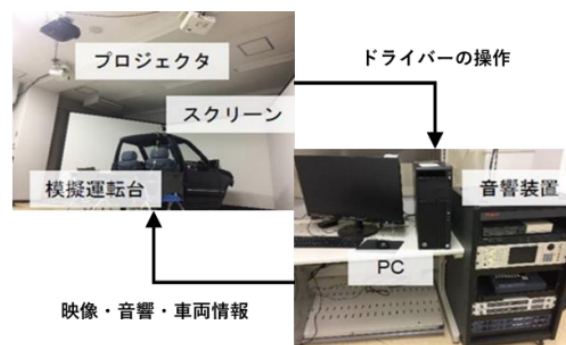 プロジェクタ
ドライバーの操作
スクリーン
模擬運転台
音響装置
PC
映像・音響・車両情報